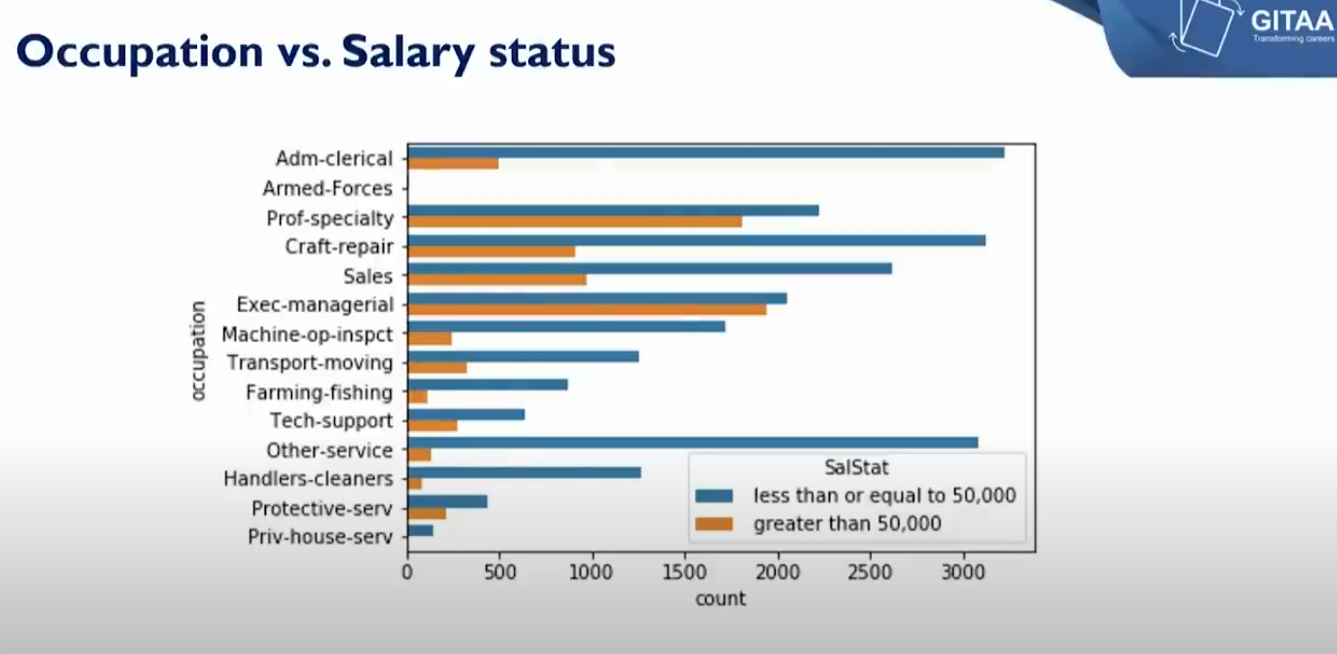 GITAA
Transforming careers
Occupation vs. Salary status
Adm-clerical
Armed-Forces
Prof-specialty
Craft-repair
Sales
Exec-managerial
Machine-op-inspct
Transport-moving
Farming-fishing
Tech-support
Other-service
Handlers-cleaners
Protective-serv
Priv-house-serv
occupation
SalStat
less than or equal to 50,000
greater than 50,000
0 500 1000 1500 2000 2500 3000
count